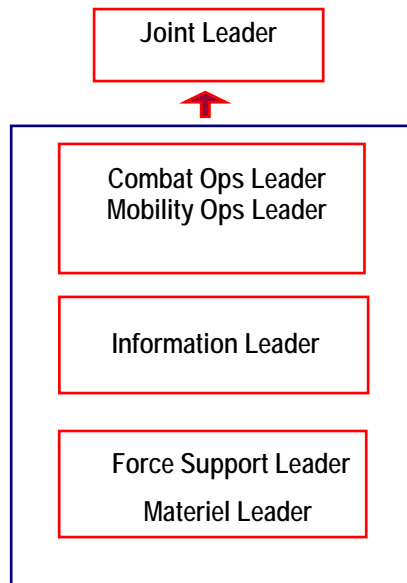 Joint Leader
Combat Ops Leader
Mobility Ops Leader
Information Leader
Force Support Leader
Materiel Leader